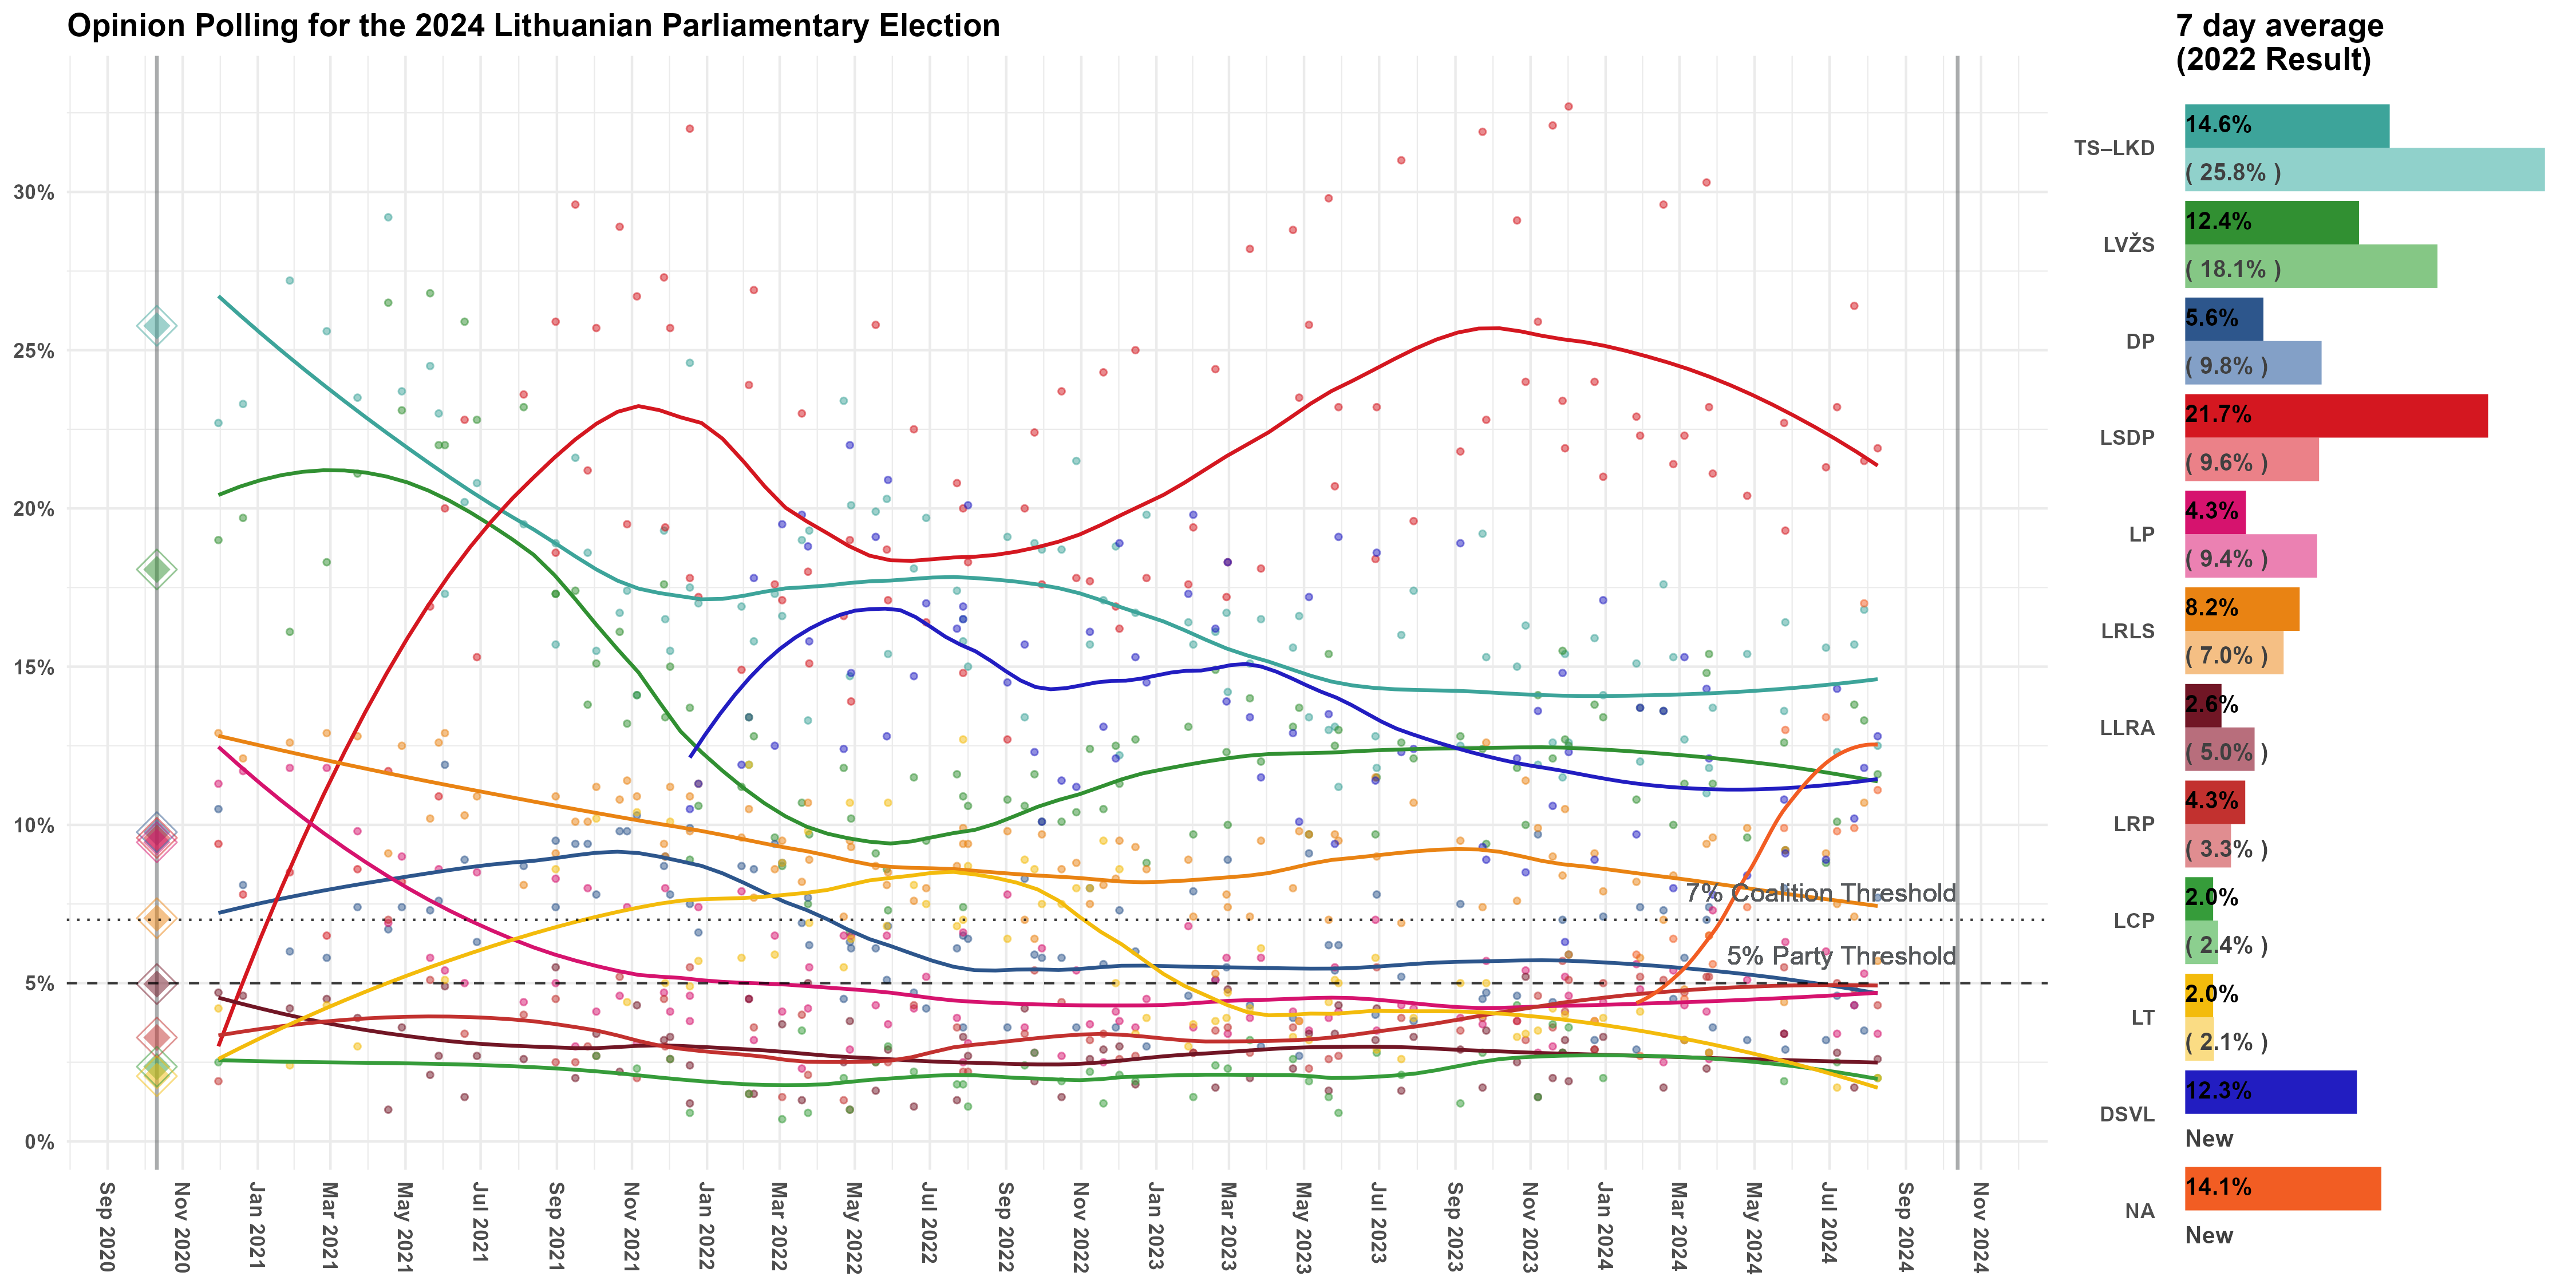 Opinion Polling for the 2024 Lithuanian Parliamentary Election
30%
25%
20%
15%
10%
5%
0%
7% Coalition Threshold
5% Party Threshold
Sep 2020
Nov 2020
Jan 2021
Mar 2021
May 2021
Jul 2021
Sep 2021
Nov 2021
Jan 2022
Mar 2022
May 2022
Jul 2022
Sep 2022
Nov 2022
Jan 2023
Mar 2023
May 2023
Jul 2023
Sep 2023
Nov 2023
Jan 2024
Mar 2024
May 2024
Jul 2024
Sep 2024
Nov 2024
7 day average
(2022 Result)
TS–LKD
14.6%
( 25.8% )
LVŽS
12.4%
( 18.1% )
DP
5.6%
( 9.8% )
LSDP
21.7%
( 9.6% )
LP
4.3%
( 9.4% )
LRLS
8.2%
( 7.0% )
LLRA
2.6%
( 5.0% )
LRP
4.3%
( 3.3% )
LCP
2.0%
( 2.4% )
LT
2.0%
( 2.1% )
DSVL
12.3%
New
NA
14.1%
New